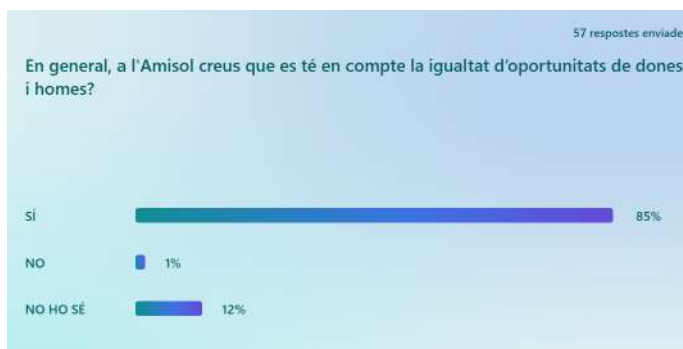 57 respostes enviade
En general, a l'Amisol creus que es té en compte la igualtat d'oportunitats de dones
i homes?
SÍ 85%
NO 1%
NO HO SÉ 12%